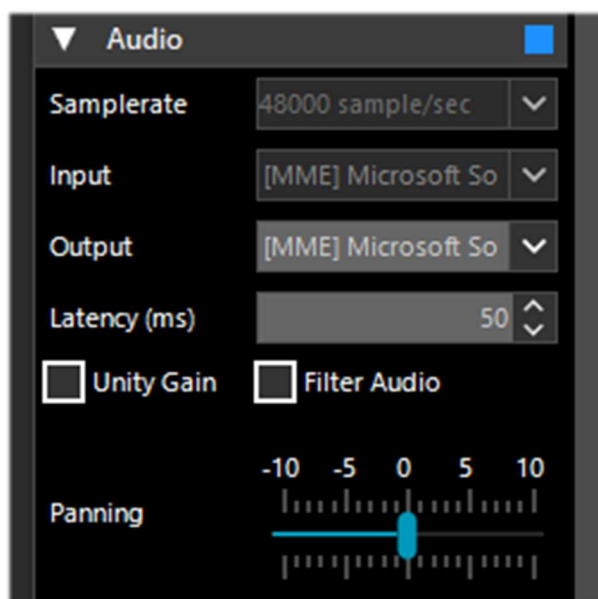 Audio
Samplerate 48000 sample/sec
Input [MME] Microsoft So
Output [MME] Microsoft So
Latency (ms) 50
Unity Gain Filter Audio
-10 -5 0 5 10
Panning